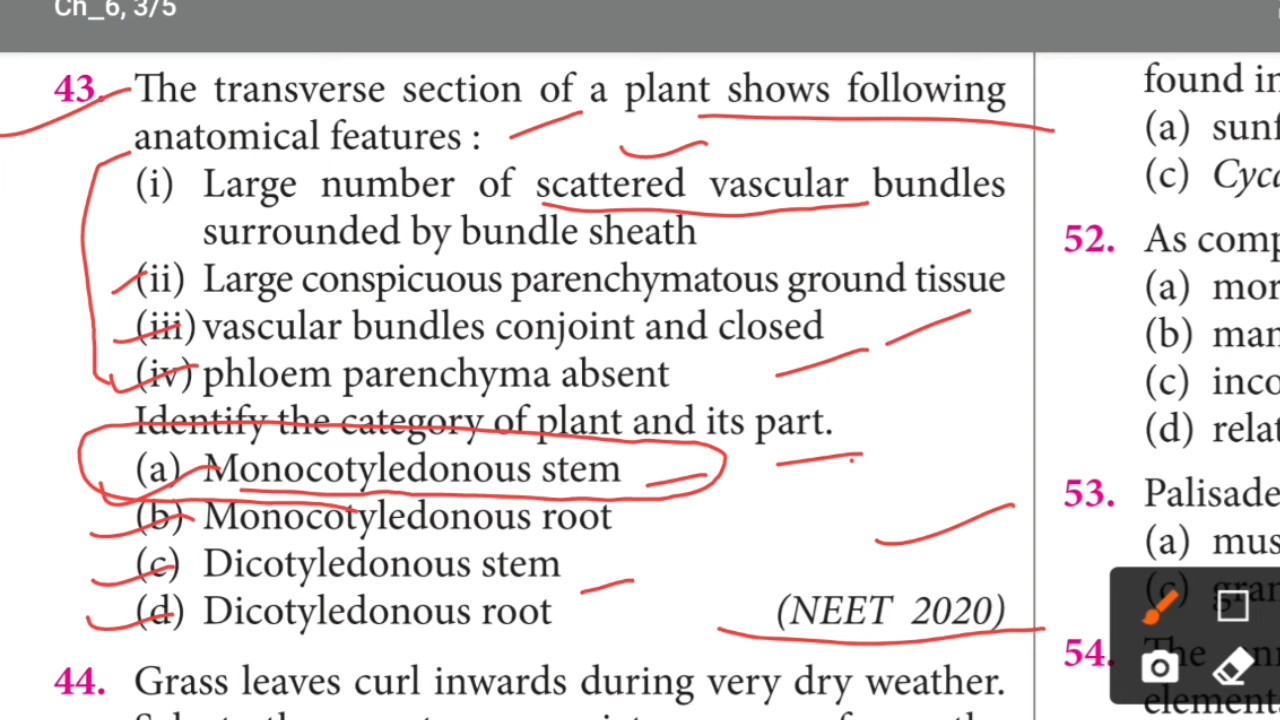 Ch_6, 3/5
43. The transverse section of a plant shows following
anatomical features :
(i) Large number of scattered vascular bundles
surrounded by bundle sheath
(ii) Large conspicuous parenchymatous ground tissue
(iii) vascular bundles conjoint and closed
(iv) phloem parenchyma absent
Identify the category of plant and its part.
(a) Monocotyledonous stem
(b) Monocotyledonous root
(c) Dicotyledonous stem
(d) Dicotyledonous root (NEET 2020)
44. Grass leaves curl inwards during very dry weather.
found in
(a) sunf
(c) Cyca
52. As comp
(a) mor
(b) man
(c) inco
(d) relat
53. Palisade
(a) mus
(c) gran
54. The
element